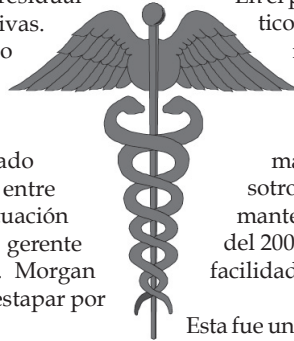 residual
ivas.
o
ado
entre
uación
gerente
. Morgan
estapar por
En el p
tico
ma
sotro
mante
del 200
facilidad
Esta fue un